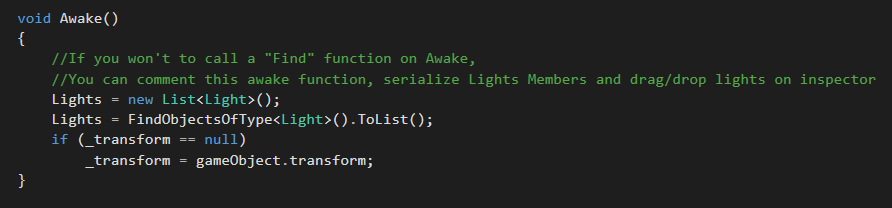 void Awake()
{
//If you won't to call a "Find" function on Awake,
//You can comment this awake function, serialize Lights Members and drag/drop lights on inspector
Lights = new List<Light>();
Lights = FindObjectsOfType<Light>().ToList();
if (_transform == null)
_transform = gameObject.transform;
}